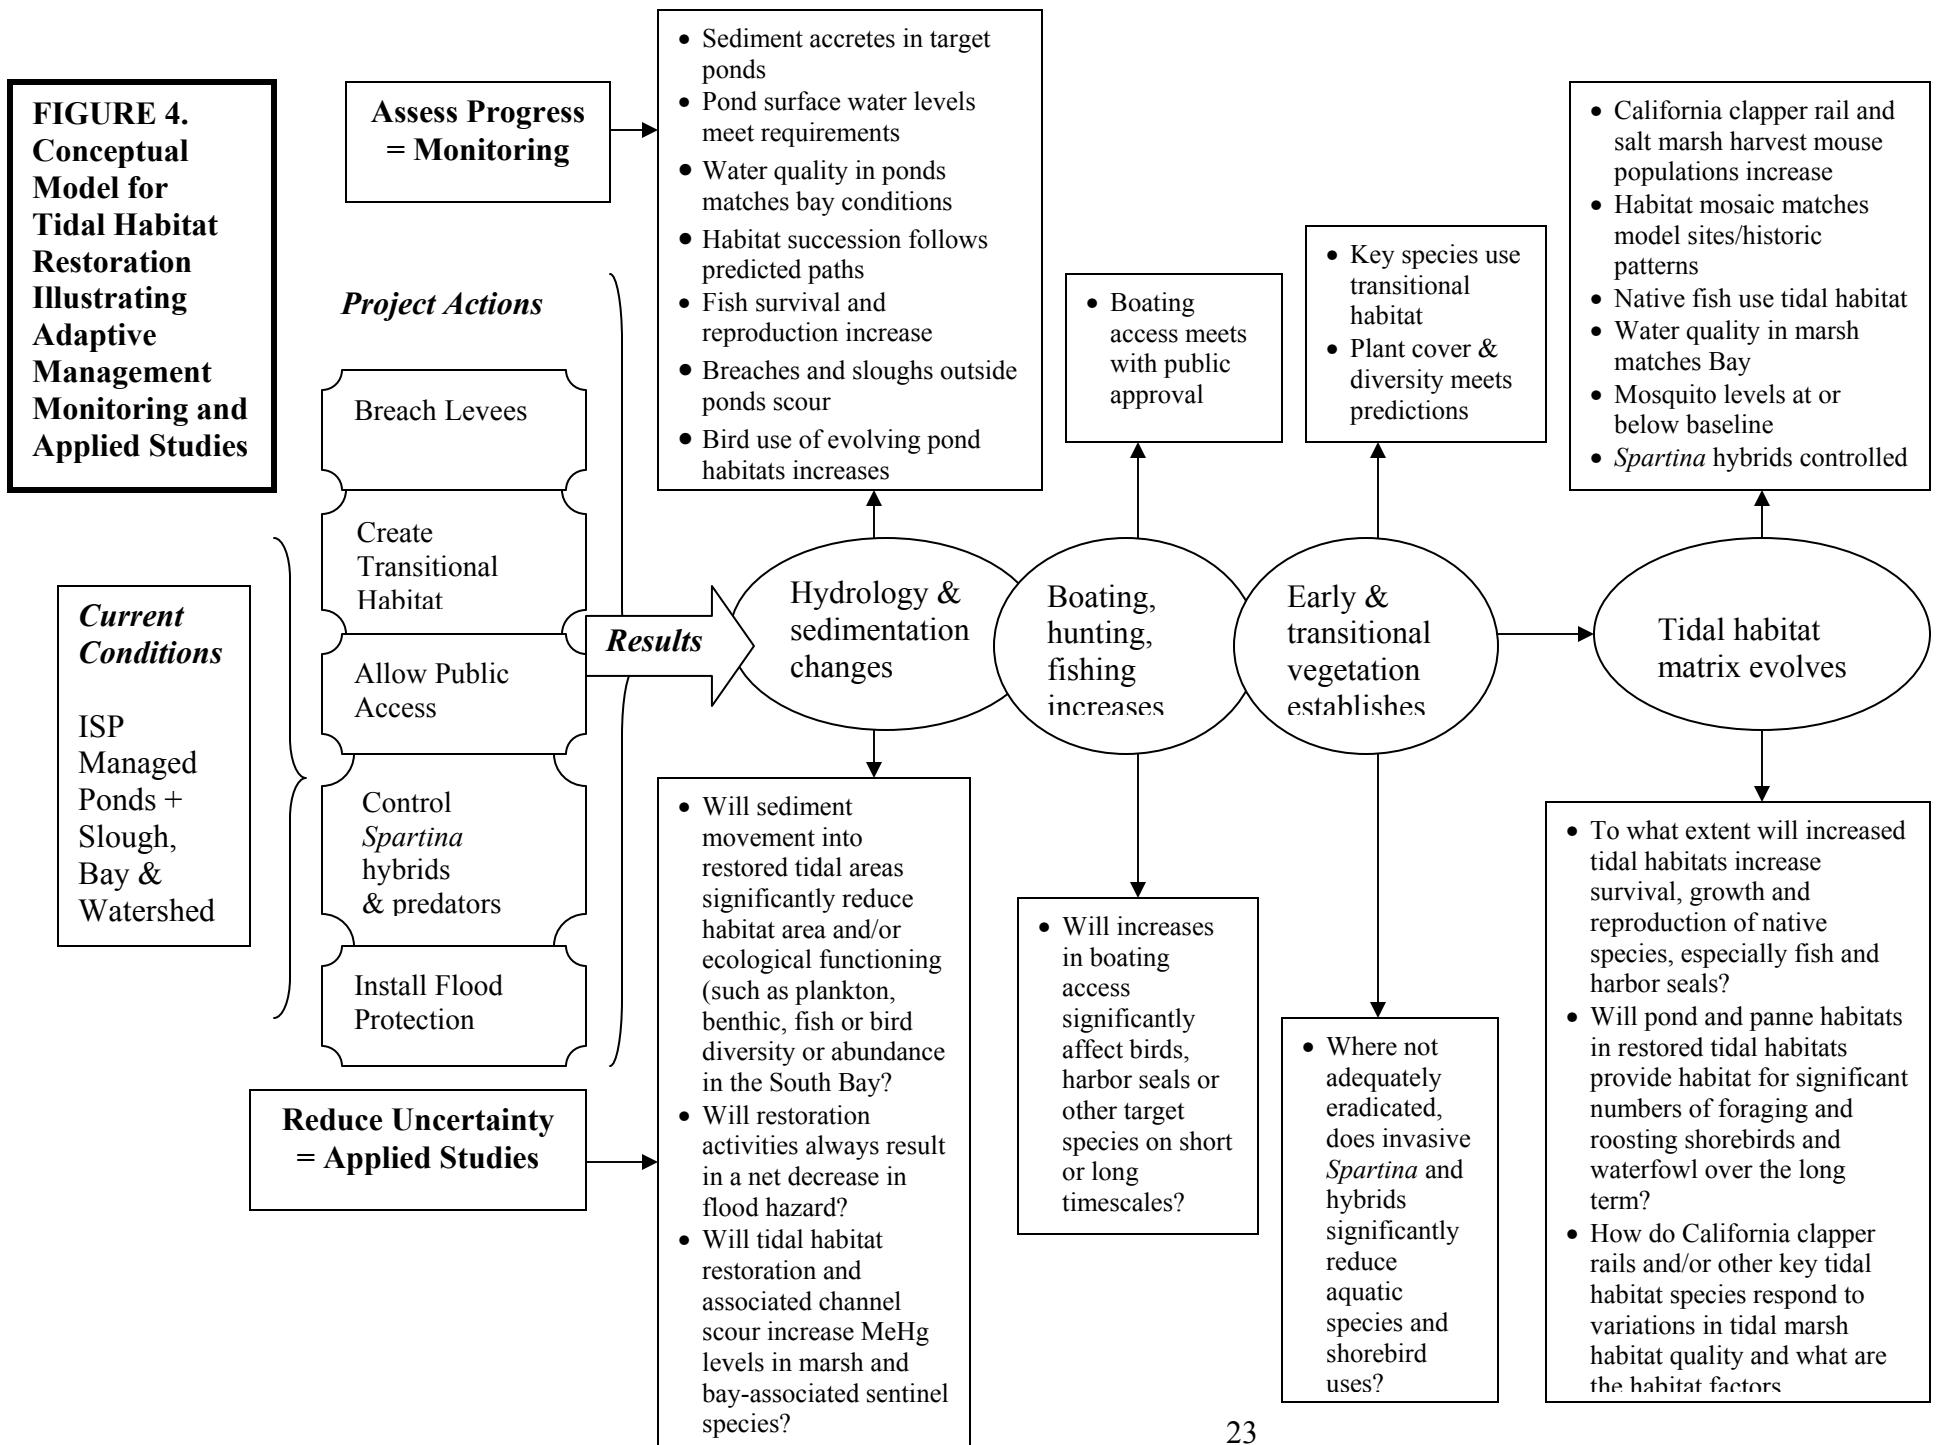 FIGURE 4.
Conceptual
Model for
Tidal Habitat
Restoration
Illustrating
Adaptive
Management
Monitoring and
Applied Studies
Assess Progress
= Monitoring
• Sediment accretes in target
ponds
• Pond surface water levels
meet requirements
• Water quality in ponds
matches bay conditions
• Habitat succession follows
predicted paths
• Fish survival and
reproduction increase
• Breaches and sloughs outside
ponds scour
• Bird use of evolving pond
habitats increases
• Boating
access meets
with public
approval
• Key species use
transitional
habitat
• Plant cover &
diversity meets
predictions
• California clapper rail and
salt marsh harvest mouse
populations increase
• Habitat mosaic matches
model sites/historic
patterns
• Native fish use tidal habitat
• Water quality in marsh
matches Bay
• Mosquito levels at or
below baseline
• Spartina hybrids controlled
Current
Conditions
ISP
Managed
Ponds +
Slough,
Bay &
Watershed
Project Actions
Breach Levees
Create
Transitional
Habitat
Allow Public
Access
Control
Spartina
hybrids
& predators
Install Flood
Protection
Results
Hydrology &
sedimentation
changes
Boating,
hunting,
fishing
increases
Early &
transitional
vegetation
establishes
Tidal habitat
matrix evolves
Reduce Uncertainty
= Applied Studies
• Will sediment
movement into
restored tidal areas
significantly reduce
habitat area and/or
ecological functioning
(such as plankton,
benthic, fish or bird
diversity or abundance
in the South Bay?
• Will restoration
activities always result
in a net decrease in
flood hazard?
• Will tidal habitat
restoration and
associated channel
scour increase MeHg
levels in marsh and
bay-associated sentinel
species?
• Will increases
in boating
access
significantly
affect birds,
harbor seals or
other target
species on short
or long
timescales?
• Where not
adequately
eradicated,
does invasive
Spartina and
hybrids
significantly
reduce
aquatic
species and
shorebird
uses?
• To what extent will increased
tidal habitats increase
survival, growth and
reproduction of native
species, especially fish and
harbor seals?
• Will pond and panne habitats
in restored tidal habitats
provide habitat for significant
numbers of foraging and
roosting shorebirds and
waterfowl over the long
term?
• How do California clapper
rails and/or other key tidal
habitat species respond to
variations in tidal marsh
habitat quality and what are
the habitat factors
23